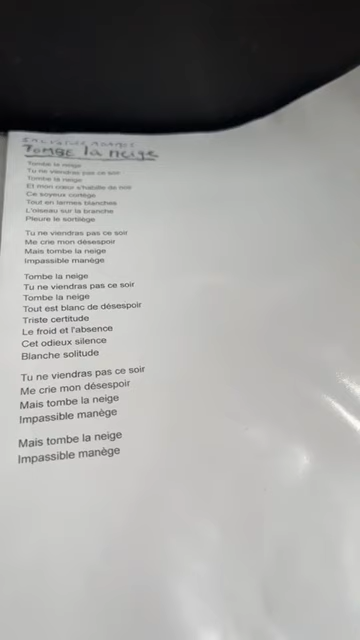 TOMBE la neige
Tombe la neige
Tu ne viendras pas ce soir
Tombe la neige
Et mon cœur s'habille de noir
Ce soyeux cortège
Tout en larmes blanches
L'oiseau sur la branche
Pleure le sortilège
Tu ne viendras pas ce soir
Me crie mon désespoir
Mais tombe la neige
Impassible manège
Tombe la neige
Tu ne viendras pas ce soir
Tombe la neige
Tout est blanc de désespoir
Triste certitude
Le froid et l'absence
Cet odieux silence
Blanche solitude
Tu ne viendras pas ce soir
Me crie mon désespoir
Mais tombe la neige
Impassible manège
Mais tombe la neige
Impassible manège